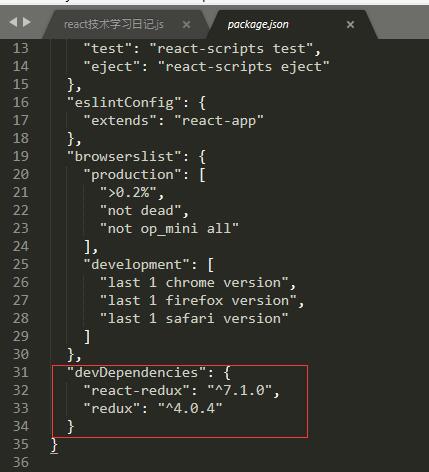 react技术学习日记.js
package.json
13 "test": "react-scripts test",
14 "eject": "react-scripts eject"
15 },
16 "eslintConfig": {
17 "extends": "react-app"
18 },
19 "browserslist": {
20 "production": [
21 ">0.2%",
22 "not dead",
23 "not op_mini all"
24 ],
25 "development": [
26 "last 1 chrome version",
27 "last 1 firefox version",
28 "last 1 safari version"
29 ]
30 },
31 "devDependencies": {
32 "react-redux": "^7.1.0",
33 "redux": "^4.0.4"
34 }
35 }
36